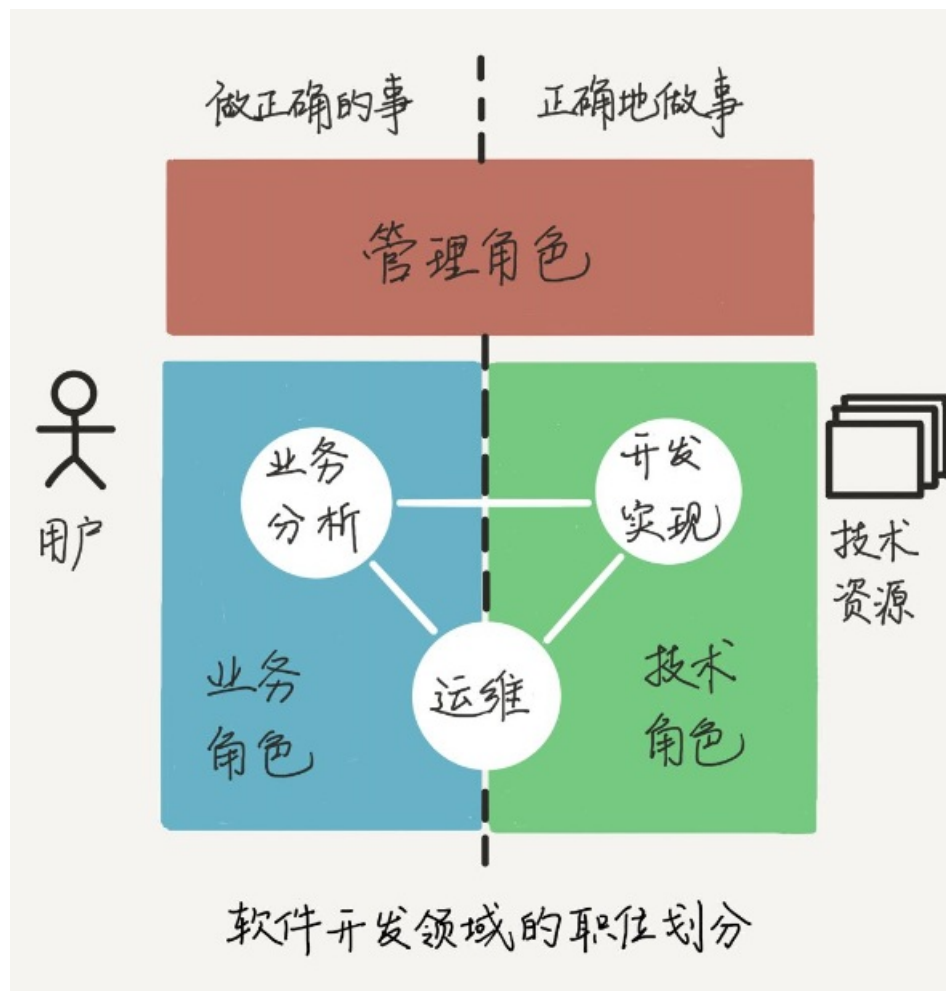 做正确的事
正确地做事
管理角色
用户
业务
分析
开发
实现
技术
资源
运维
业务
角色
技术
角色
软件开发领域的职位划分